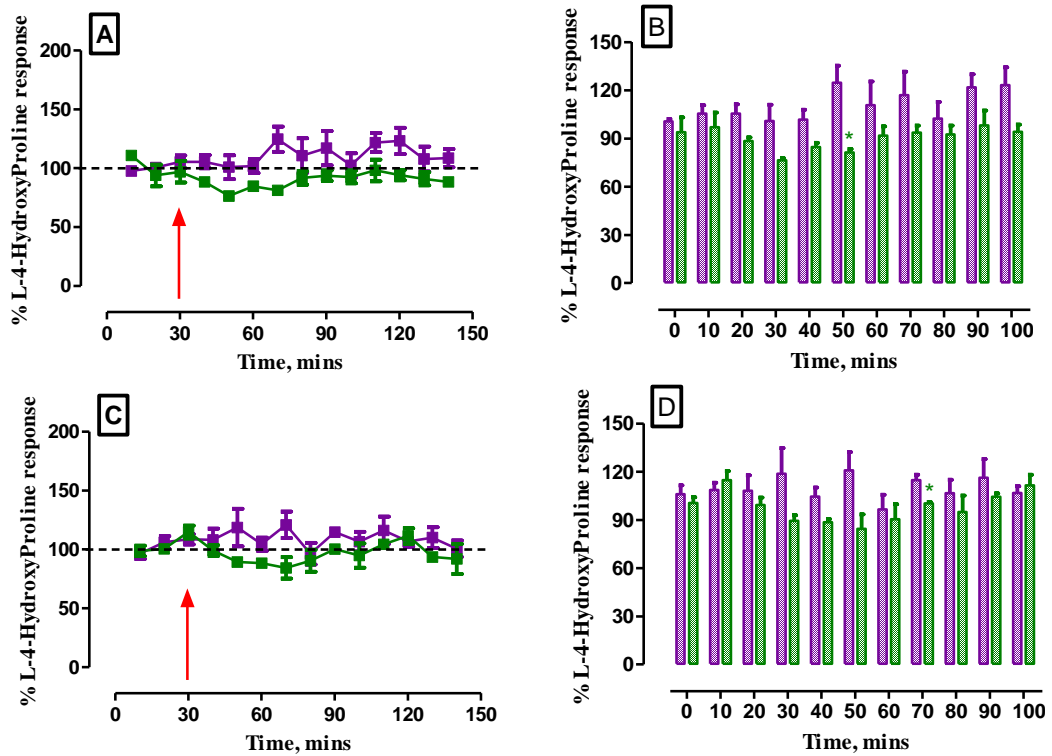 A
% L-4-HydroxyProline response
200
150
100
50
0
0 30 60 90 120 150
Time, mins
B
% L-4-HydroxyProline response
150
120
90
60
30
0
*
0 10 20 30 40 50 60 70 80 90 100
Time, mins
C
% L-4-HydroxyProline response
200
150
100
50
0
0 30 60 90 120 150
Time, mins
D
% L-4-HydroxyProline response
150
120
90
60
30
0
*
0 10 20 30 40 50 60 70 80 90 100
Time, mins